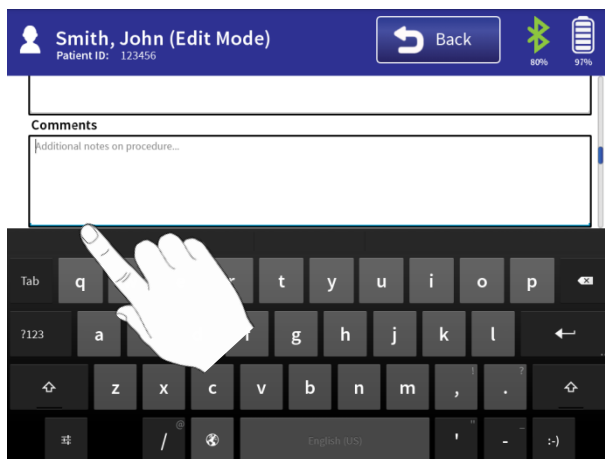 Smith, John (Edit Mode)
Patient ID: 123456
Back
80%
97%
Comments
Additional notes on procedure...
Tab q r t y u i o p
?123 a f g h j k l
z x c v b n m , ! . ?
/ @ English (US) ' " - _ :-)